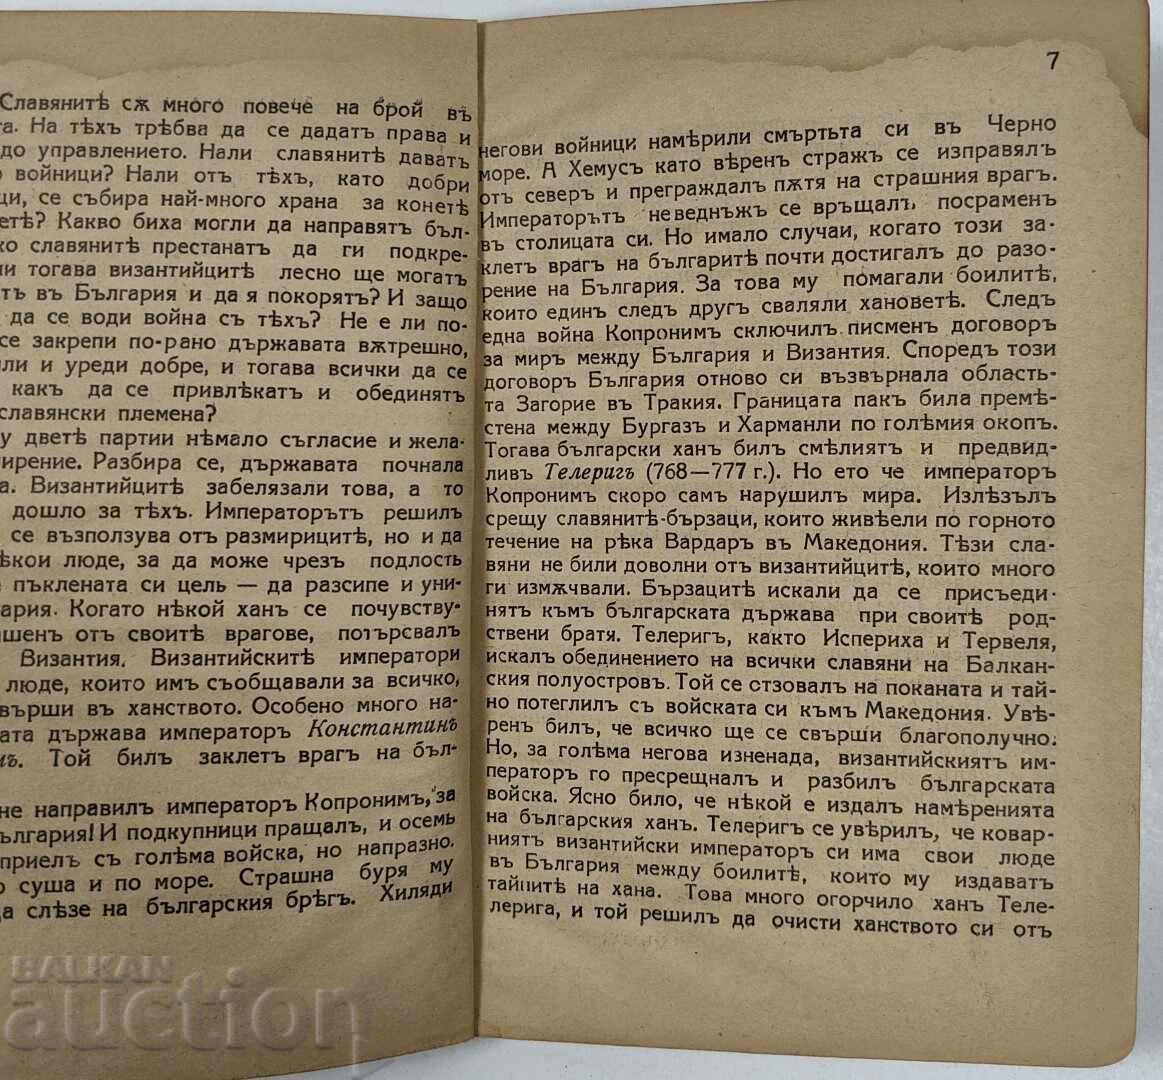 Славянитѣ сѫ много повече на брой въ
та. На тѣхъ трѣбва да се дадатъ права и
до управлението. Нали славянитѣ даватъ
о войници? Нали отъ тѣхъ, като добри
ци, се събира най-много храна за конетѣ
ветѣ? Какво биха могли да направятъ бъл-
ко славянитѣ престанатъ да ги подкре-
ли тогава византийцитѣ лесно ще могатъ
тъ въ България и да я покорятъ? И защо
да се води война съ тѣхъ? Не е ли по-
се закрепи по-рано държавата вѫтрешно,
или и уреди добре, и тогава всички да се
какъ да се привлѣкатъ и обединятъ
славянски племена?
у дветѣ партии нѣмало съгласие и жела-
мирение. Разбира се, държавата почнала
а. Византийцитѣ забелязали това, а то
дошло за тѣхъ. Императорътъ решилъ
се възползува отъ размирицитѣ, но и да
ѣкои люде, за да може чрезъ подлость
пъклената си цель — да разсипе и уни-
гария. Когато нѣкой ханъ се почувству-
ашенъ отъ своитѣ врагове, потърсвалъ
Византия. Византийскитѣ императори
люде, които имъ съобщавали за всичко,
върши въ ханството. Особено много на-
ката държава императоръ Константинъ
мъ. Той билъ заклетъ врагъ на бъл-
не направилъ императоръ Копронимъ, за
ългария! И подкупници пращалъ, и осемь
приелъ съ голѣма войска, но напразно.
о суша и по море. Страшна буря му
да слѣзе на българския брѣгъ. Хиляди
7
негови войници намѣрили смъртьта си въ Черно
море. А Хемусъ като вѣренъ стражъ се изправялъ
отъ северъ и преграждалъ пѫтя на страшния врагъ.
Императорътъ неведнъжъ се връщалъ посраменъ
въ столицата си. Но имало случаи, когато този за-
клетъ врагъ на българитѣ почти достигалъ до разо-
рение на България. За това му помагали боилитѣ,
които единъ следъ другъ сваляли хановетѣ. Следъ
една война Копронимъ сключилъ писменъ договоръ
за миръ между България и Византия. Споредъ този
договоръ България отново си възвърнала область-
та Загорие въ Тракия. Границата пакъ била премѣ-
стена между Бургазъ и Харманли по голѣмия окопъ.
Тогава български ханъ билъ смѣлиятъ и предвид-
ливъ Телеригъ (768—777 г.). Но ето че императоръ
Копронимъ скоро самъ нарушилъ мира. Излѣзълъ
срещу славянитѣ-бързаци, които живѣели по горното
течение на рѣка Вардаръ въ Македония. Тѣзи сла-
вяни не били доволни отъ византийцитѣ, които много
ги измѫчвали. Бързацитѣ искали да се присъеди-
нятъ къмъ българската държава при своитѣ род-
ствени братя. Телеригъ, както Испериха и Тервеля,
искалъ обединението на всички славяни на Балкан-
ския полуостровъ. Той се отзовалъ на поканата и тай-
но потеглилъ съ войската си къмъ Македония. Увѣ-
ренъ билъ, че всичко ще се свърши благополучно.
Но, за голѣма негова изненада, византийскиятъ им-
ператоръ го пресрещналъ и разбилъ българската
войска. Ясно било, че нѣкой е издалъ намѣренията
на българския ханъ. Телеригъ се увѣрилъ, че ковар-
ниятъ византийски императоръ си има свои люде
въ България между боилитѣ, които му издаватъ
тайнитѣ на хана. Това много огорчило ханъ Теле-
лерига, и той решилъ да очисти ханството си отъ
BALKAN
auction